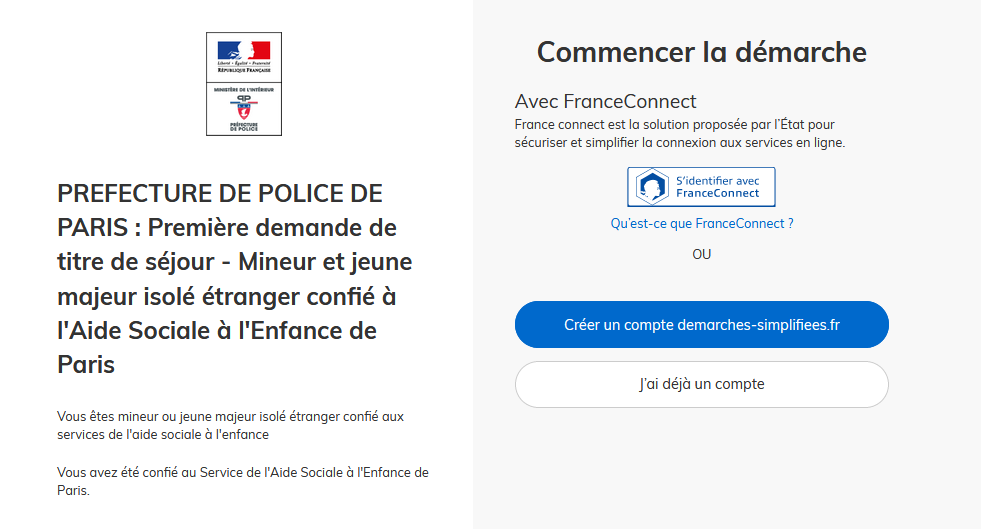 Liberté • Égalité • Fraternité
RÉPUBLIQUE FRANÇAISE
MINISTÈRE DE L'INTÉRIEUR
PP
PRÉFECTURE
DE POLICE
PREFECTURE DE POLICE DE
PARIS : Première demande de
titre de séjour - Mineur et jeune
majeur isolé étranger confié à
l'Aide Sociale à l'Enfance de
Paris
Vous êtes mineur ou jeune majeur isolé étranger confié aux
services de l'aide sociale à l'enfance
Vous avez été confié au Service de l'Aide Sociale à l'Enfance de
Paris.
Commencer la démarche
Avec FranceConnect
France connect est la solution proposée par l’État pour
sécuriser et simplifier la connexion aux services en ligne.
S'identifier avec
FranceConnect
Qu’est-ce que FranceConnect ?
OU
Créer un compte demarches-simplifiees.fr
J’ai déjà un compte